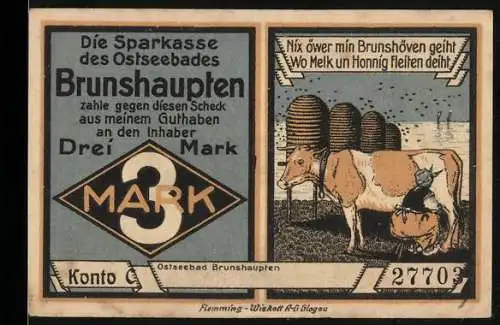 Die Sparkasse
des Ostseebades
Brunshaupten
zahle gegen diesen Scheck
aus meinem Guthaben
an den Inhaber
Drei Mark
3
MARK
Konto C
Ostseebad Brunshaupten
Nix öwer min Brunshöven geiht
Wo Melk un Honnig fleiten deiht
27703
Flemming - Wiskott A-G Glogau